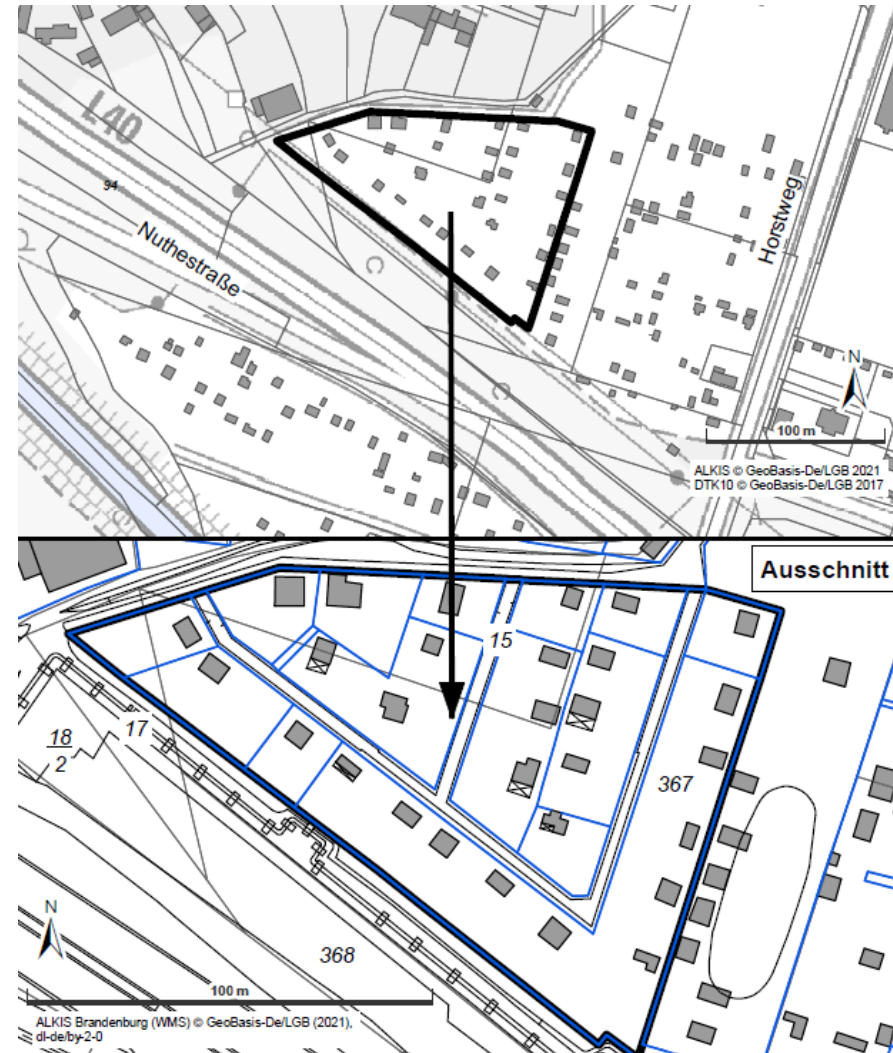 L40
94
Nuthestraße
Horstweg
N
100 m
ALKIS © GeoBasis-De/LGB 2021
DTK10 © GeoBasis-De/LGB 2017
Ausschnitt
15
17
18
2
367
368
N
100 m
ALKIS Brandenburg (WMS) © GeoBasis-De/LGB (2021),
dl-de/by-2-0